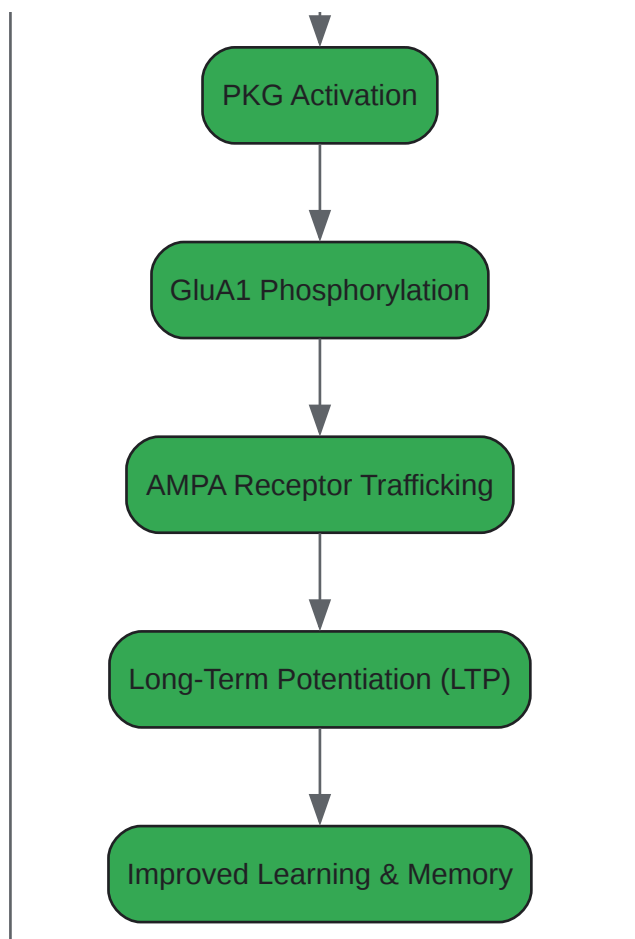 PKG Activation
GluA1 Phosphorylation
AMPA Receptor Trafficking
Long-Term Potentiation (LTP)
Improved Learning & Memory